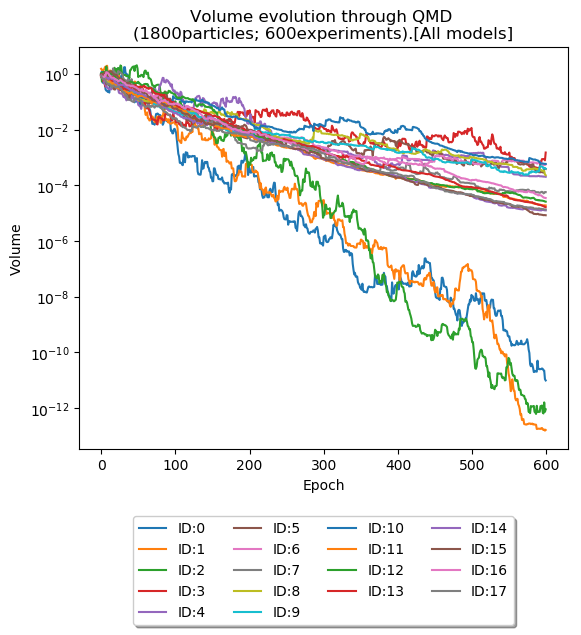 Volume evolution through QMD
(1800particles; 600experiments).[All models]
Volume
10^0
10^-2
10^-4
10^-6
10^-8
10^-10
10^-12
0 100 200 300 400 500 600
Epoch
ID:0 ID:5 ID:10 ID:14
ID:1 ID:6 ID:11 ID:15
ID:2 ID:7 ID:12 ID:16
ID:3 ID:8 ID:13 ID:17
ID:4 ID:9